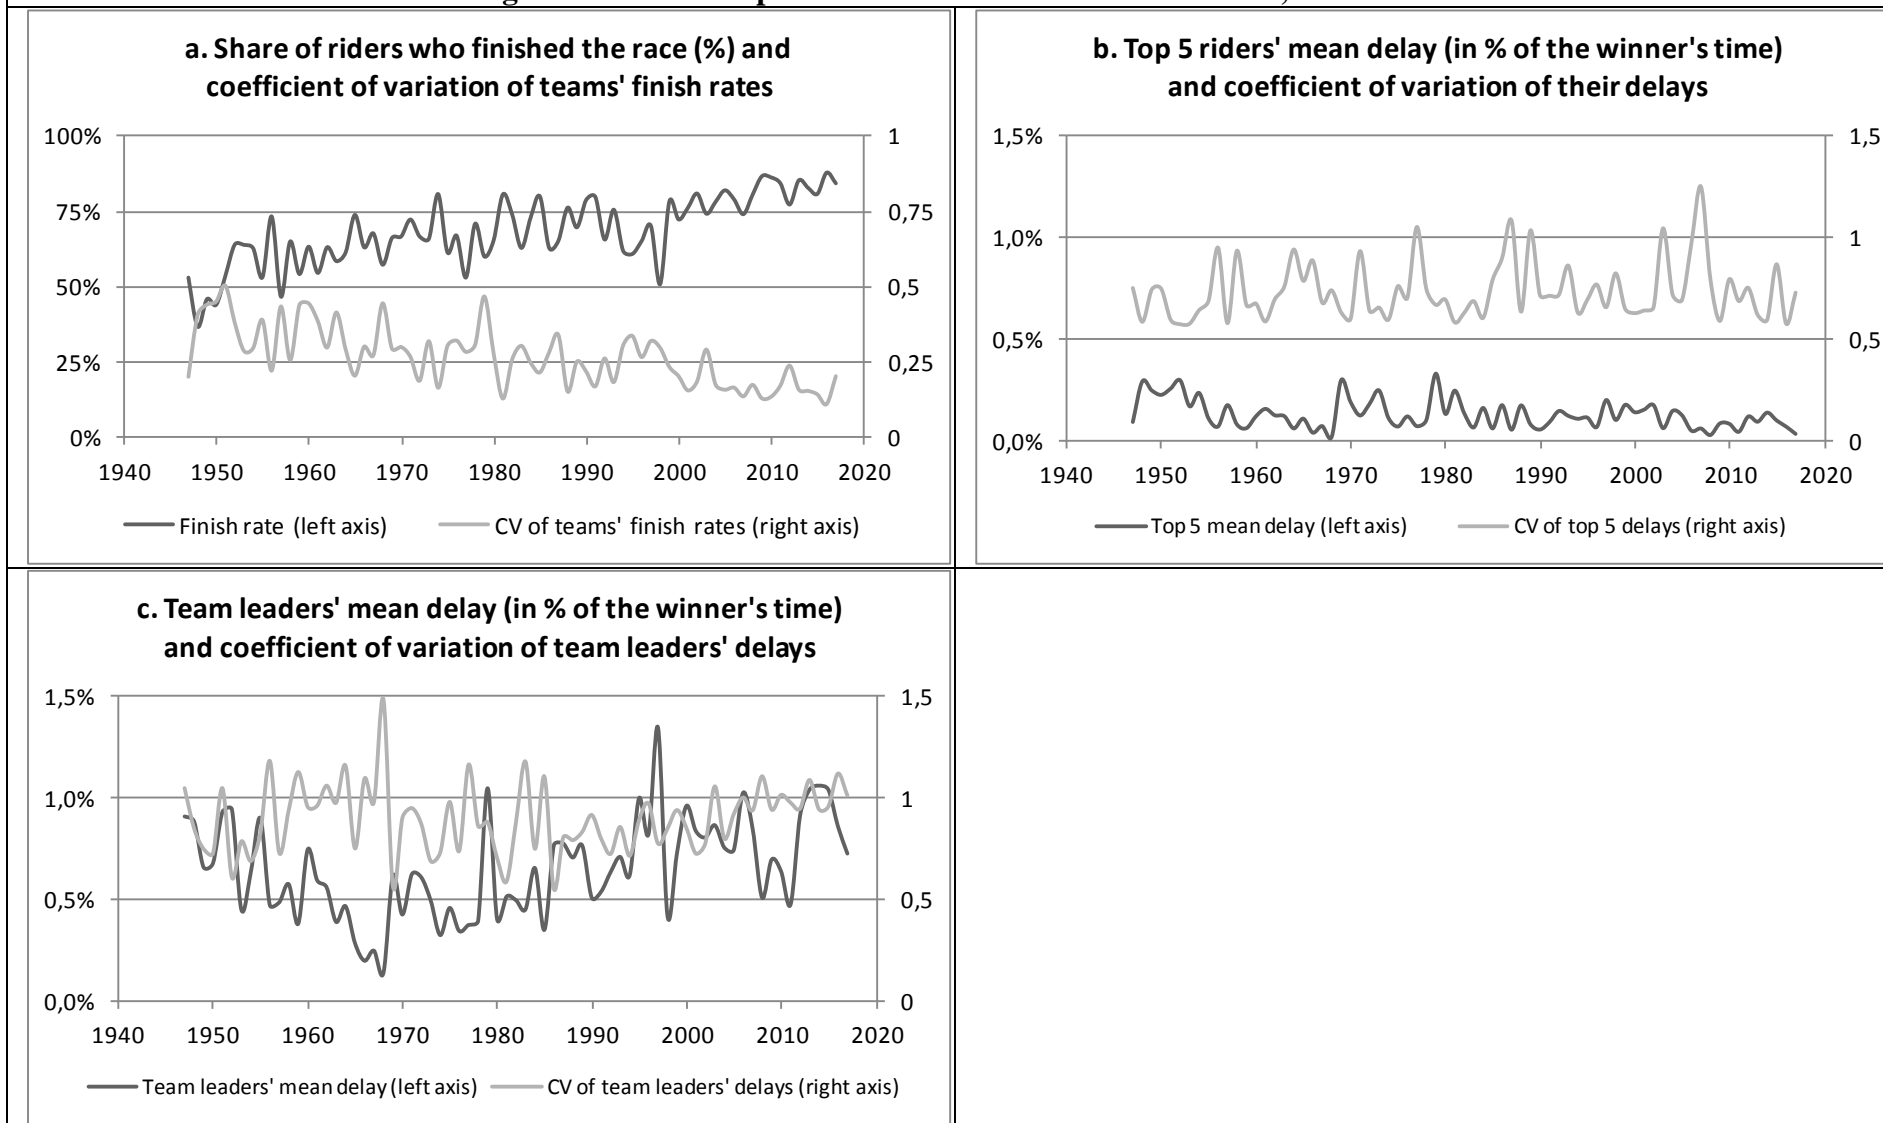 a. Share of riders who finished the race (%) and
coefficient of variation of teams' finish rates
100%
75%
50%
25%
0%
1
0,75
0,5
0,25
0
1940 1950 1960 1970 1980 1990 2000 2010 2020
Finish rate (left axis) CV of teams' finish rates (right axis)
b. Top 5 riders' mean delay (in % of the winner's time)
and coefficient of variation of their delays
1,5%
1,0%
0,5%
0,0%
1,5
1
0,5
0
1940 1950 1960 1970 1980 1990 2000 2010 2020
Top 5 mean delay (left axis) CV of top 5 delays (right axis)
c. Team leaders' mean delay (in % of the winner's time)
and coefficient of variation of team leaders' delays
1,5%
1,0%
0,5%
0,0%
1,5
1
0,5
0
1940 1950 1960 1970 1980 1990 2000 2010 2020
Team leaders' mean delay (left axis) CV of team leaders' delays (right axis)